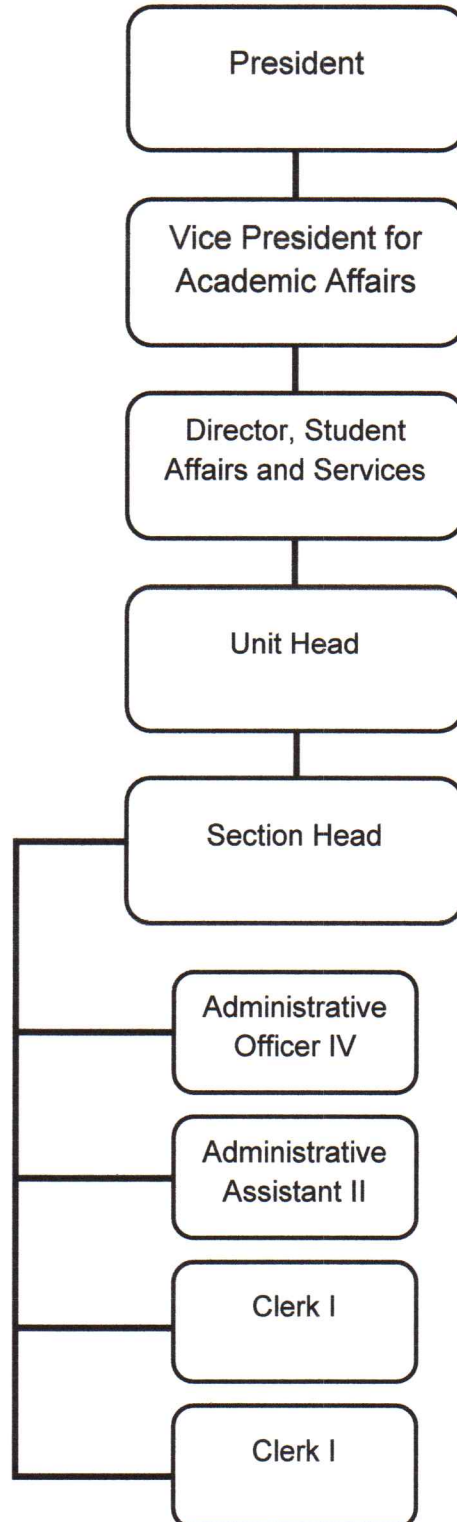 President
Vice President for
Academic Affairs
Director, Student
Affairs and Services
Unit Head
Section Head
Administrative
Officer IV
Administrative
Assistant II
Clerk I
Clerk I